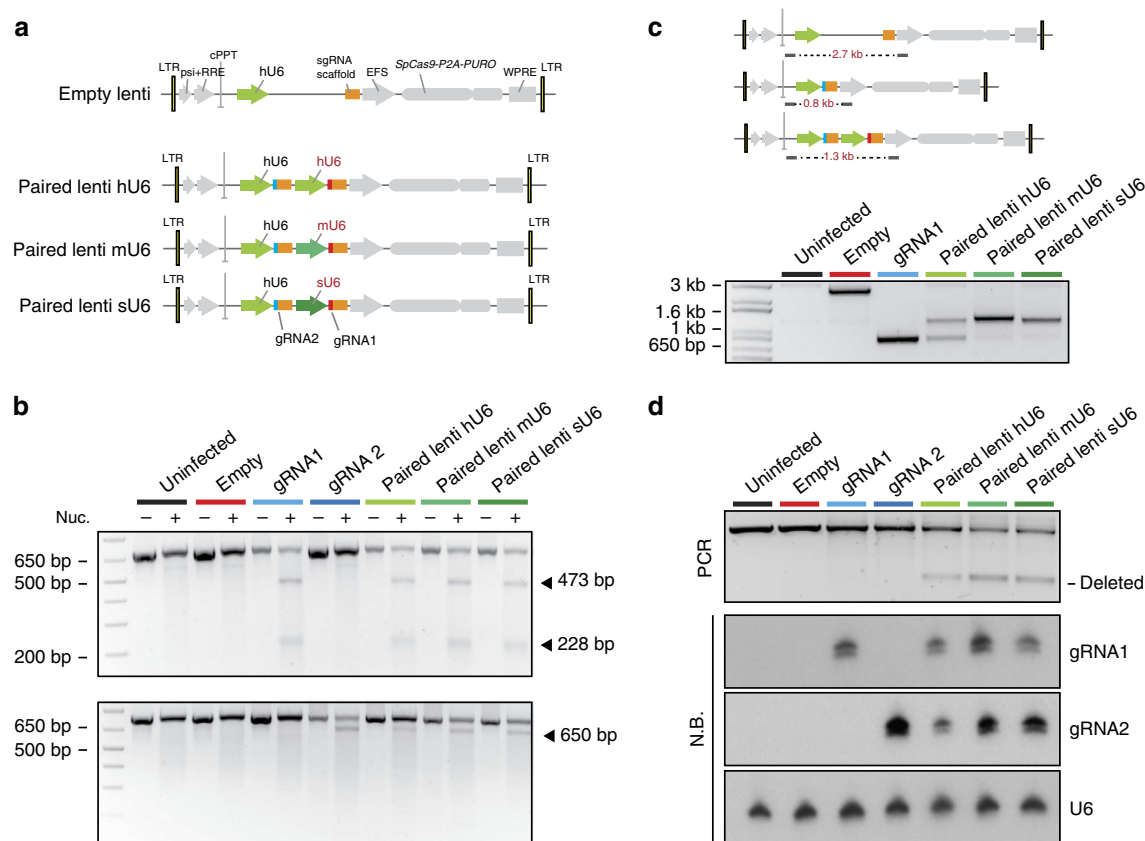 a
LTR
psi+RRE
cPPT
hU6
sgRNA
scaffold
EFS
SpCas9-P2A-PURO
WPRE
LTR
Empty lenti
LTR
hU6
hU6
LTR
Paired lenti hU6
LTR
hU6
mU6
LTR
Paired lenti mU6
LTR
hU6
sU6
LTR
Paired lenti sU6
gRNA2
gRNA1
b
Uninfected
Empty
gRNA1
gRNA 2
Paired lenti hU6
Paired lenti mU6
Paired lenti sU6
Nuc. – + – + – + – + – + – + – +
650 bp –
500 bp –
200 bp –
473 bp
228 bp
650 bp –
500 bp –
650 bp
c
2.7 kb
0.8 kb
1.3 kb
Uninfected
Empty
gRNA1
Paired lenti hU6
Paired lenti mU6
Paired lenti sU6
3 kb –
1.6 kb –
1 kb –
650 bp –
d
Uninfected
Empty
gRNA1
gRNA 2
Paired lenti hU6
Paired lenti mU6
Paired lenti sU6
PCR
– Deleted
N.B.
gRNA1
gRNA2
U6